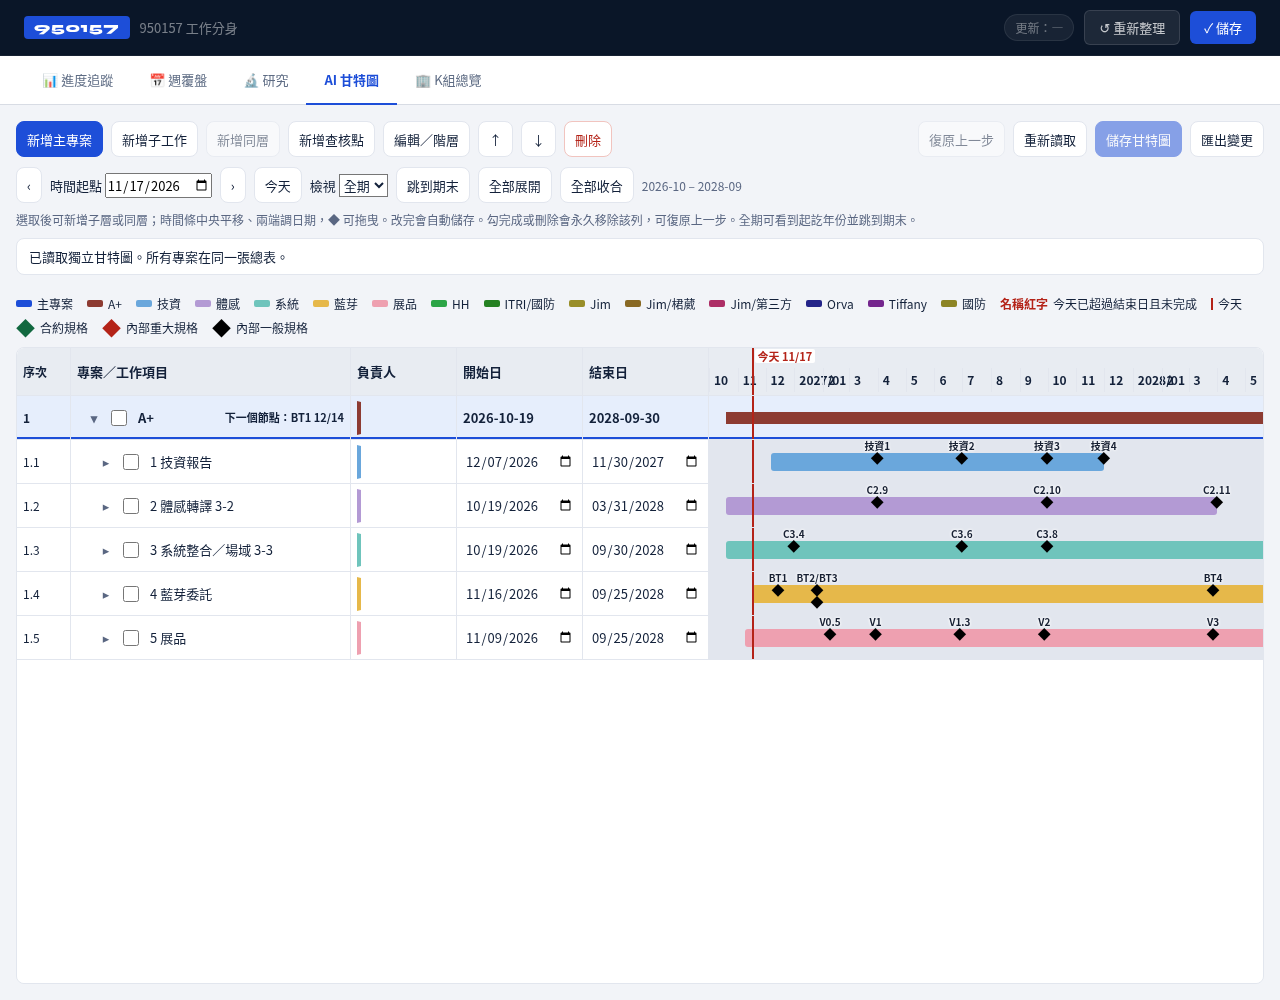 950157 950157 工作分身 更新：— ↺ 重新整理 ✓ 儲存
📊 進度追蹤 📅 週覆盤 🔬 研究 AI 甘特圖 🏢 K組總覽
新增主專案 新增子工作 新增同層 新增查核點 編輯／階層 ↑ ↓ 刪除 復原上一步 重新讀取 儲存甘特圖 匯出變更
‹ 時間起點 11/17/2026 › 今天 檢視 全期 跳到期末 全部展開 全部收合 2026-10 – 2028-09
選取後可新增子層或同層；時間條中央平移、兩端調日期，◆ 可拖曳。改完會自動儲存。勾完成或刪除會永久移除該列，可復原上一步。全期可看到起訖年份並跳到期末。
已讀取獨立甘特圖。所有專案在同一張總表。
主專案 A+ 技資 體感 系統 藍芽 展品 HH ITRI/國防 Jim Jim/裙葳 Jim/第三方 Orva Tiffany 國防 名稱紅字 今天已超過結束日且未完成 今天
合約規格 內部重大規格 內部一般規格
今天 11/17
序次 專案／工作項目 負責人 開始日 結束日 10 11 12 2027/01 3 4 5 6 7 8 9 10 11 12 2028/01 3 4 5
1 ▾ A+ 下一個節點：BT1 12/14 2026-10-19 2028-09-30
技資1 技資2 技資3 技資4
1.1 ▸ 1 技資報告 12/07/2026 11/30/2027
C2.9 C2.10 C2.11
1.2 ▸ 2 體感轉譯 3-2 10/19/2026 03/31/2028
C3.4 C3.6 C3.8
1.3 ▸ 3 系統整合／場域 3-3 10/19/2026 09/30/2028
BT1 BT2/BT3 BT4
1.4 ▸ 4 藍芽委託 11/16/2026 09/25/2028
V0.5 V1 V1.3 V2 V3
1.5 ▸ 5 展品 11/09/2026 09/25/2028